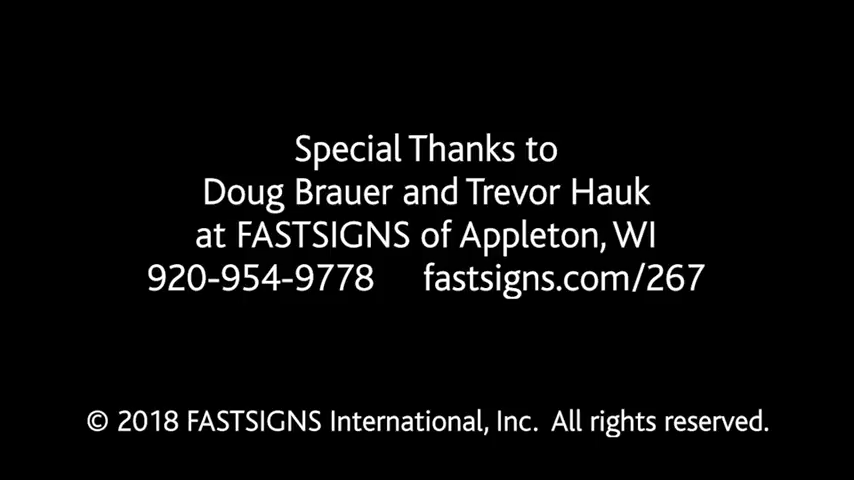 Special Thanks to
Doug Brauer and Trevor Hauk
at FASTSIGNS of Appleton, WI
920-954-9778 fastsigns.com/267
© 2018 FASTSIGNS International, Inc. All rights reserved.